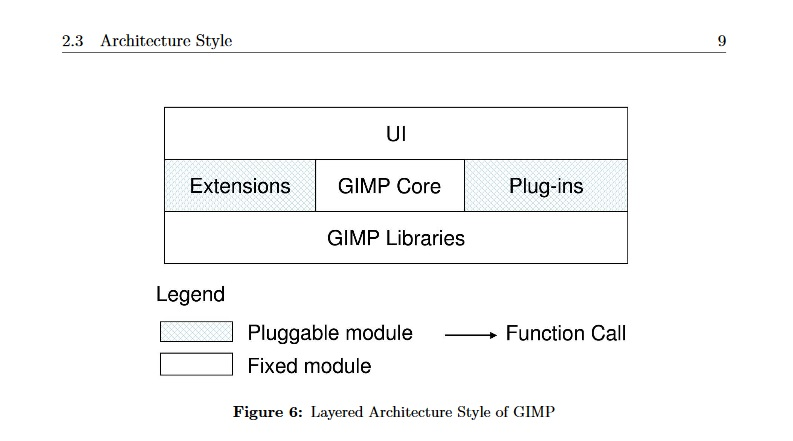 2.3 Architecture Style 9
UI
Extensions GIMP Core Plug-ins
GIMP Libraries
Legend
Pluggable module Function Call
Fixed module
Figure 6: Layered Architecture Style of GIMP